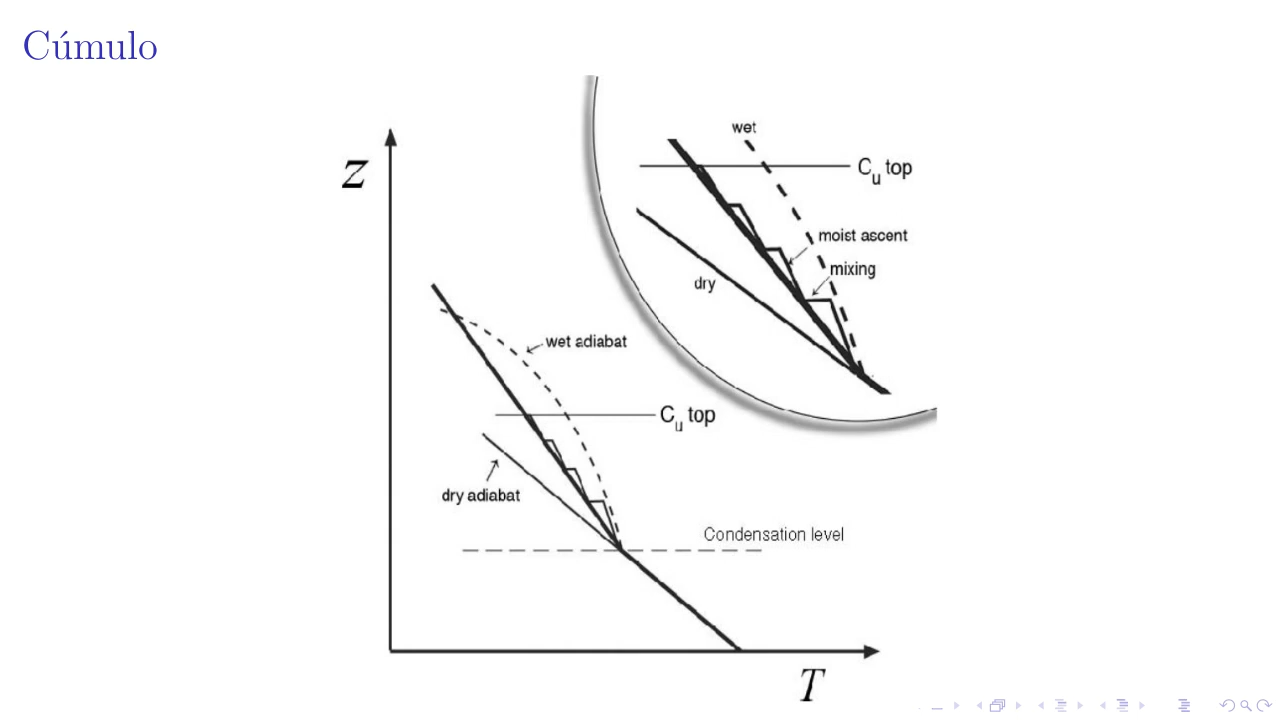 Cúmulo
z
wet
Cu top
moist ascent
mixing
dry
wet adiabat
Cu top
dry adiabat
Condensation level
T